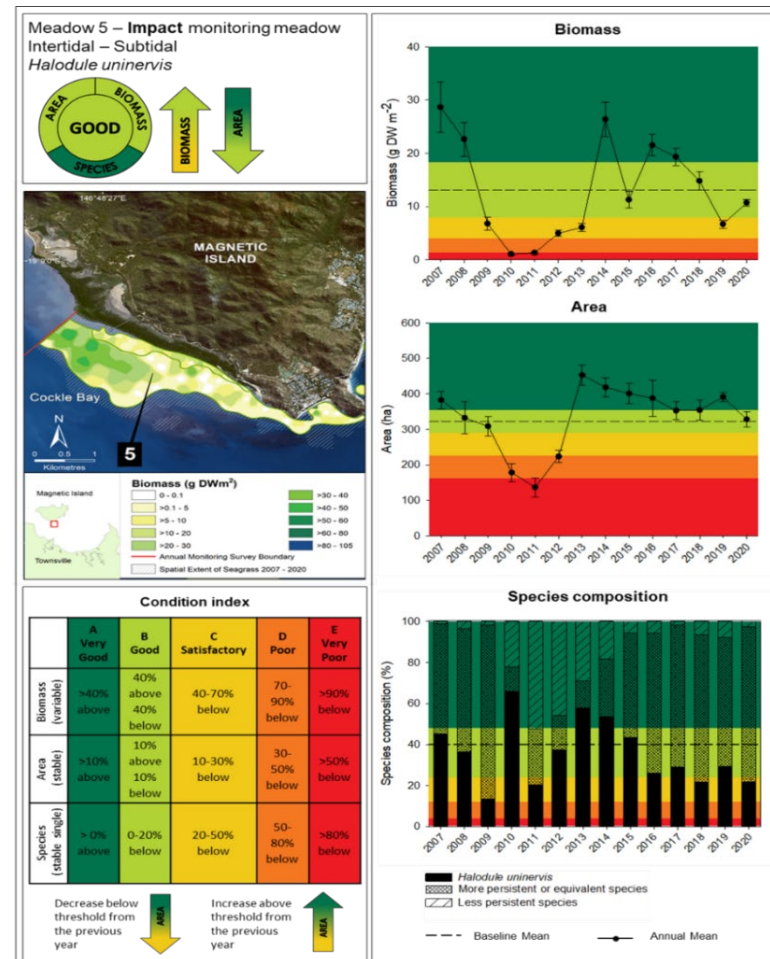 Meadow 5 – Impact monitoring meadow
Intertidal – Subtidal
Halodule uninervis
AREA
BIOMASS
GOOD
SPECIES
BIOMASS
AREA
146°48'27"E
MAGNETIC
ISLAND
Cockle Bay
N
5
0 0.5 1
Kilometres
Magnetic Island
Townsville
Biomass (g DWm²)
0 - 0.1
>0.1 - 5
>5 - 10
>10 - 20
>20 - 30
>30 - 40
>40 - 50
>50 - 60
>60 - 80
>80 - 105
Annual Monitoring Survey Boundary
Spatial Extent of Seagrass 2007 - 2020
Condition index
A
Very
Good
B
Good
C
Satisfactory
D
Poor
E
Very
Poor
Biomass
(variable)
>40%
above
40%
above
40%
below
40-70%
below
70-
90%
below
>90%
below
Area
(stable)
>10%
above
10%
above
10%
below
10-30%
below
30-
50%
below
>50%
below
Species
(stable single)
> 0%
above
0-20%
below
20-50%
below
50-
80%
below
>80%
below
Decrease below
threshold from
the previous
year
AREA
Increase above
threshold from
the previous
year
AREA
Biomass
Biomass (g DW m⁻²)
40
30
20
10
0
2007 2008 2009 2010 2011 2012 2013 2014 2015 2016 2017 2018 2019 2020
Area
Area (ha)
600
500
400
300
200
100
0
2007 2008 2009 2010 2011 2012 2013 2014 2015 2016 2017 2018 2019 2020
Species composition
Species composition (%)
100
80
60
40
20
0
2007 2008 2009 2010 2011 2012 2013 2014 2015 2016 2017 2018 2019 2020
Halodule uninervis
More persistent or equivalent species
Less persistent species
Baseline Mean
Annual Mean